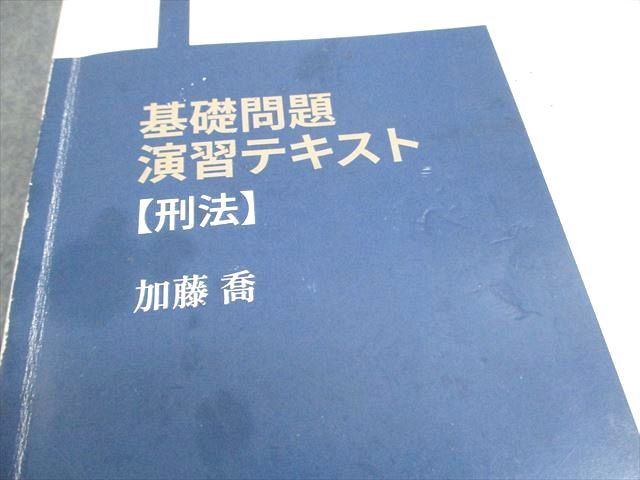 基礎問題
演習テキスト
【刑法】
加藤 喬